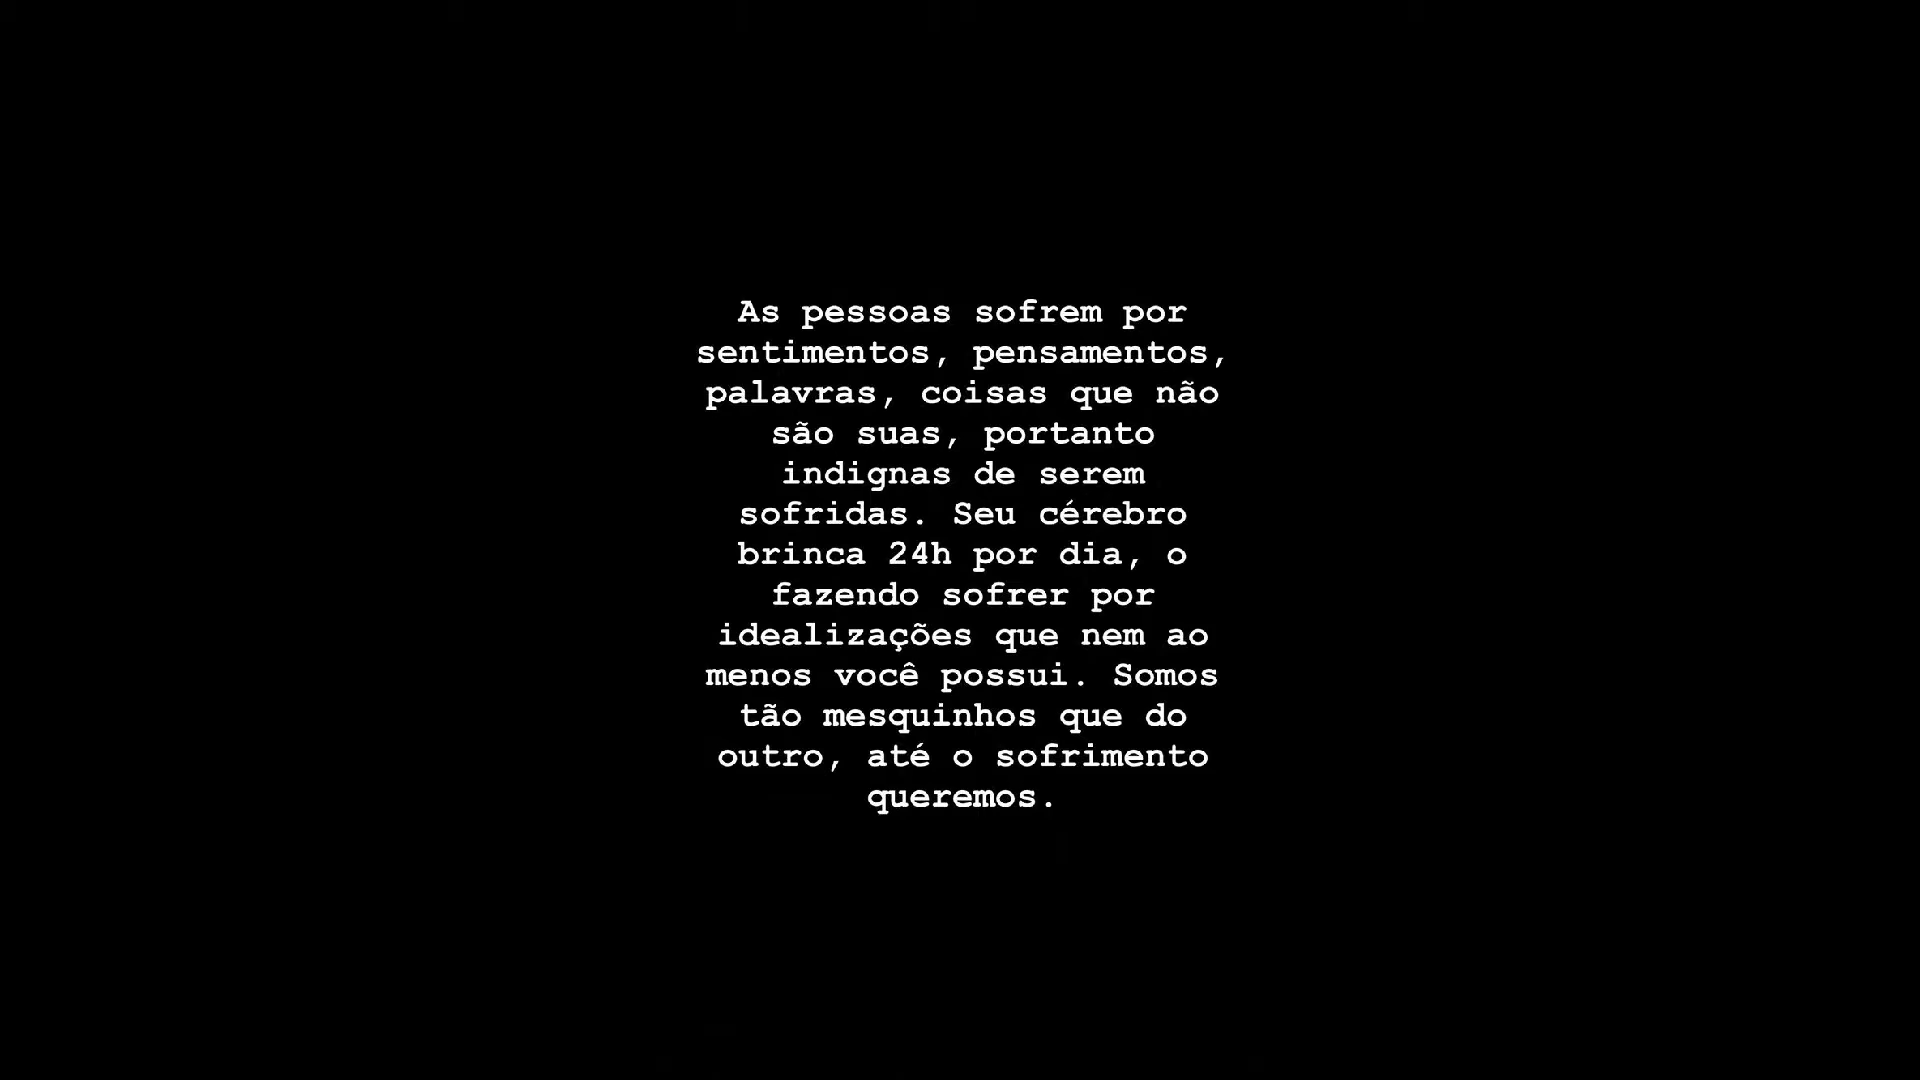 As pessoas sofrem por
sentimentos, pensamentos,
palavras, coisas que não
são suas, portanto
indignas de serem
sofridas. Seu cérebro
brinca 24h por dia, o
fazendo sofrer por
idealizações que nem ao
menos você possui. Somos
tão mesquinhos que do
outro, até o sofrimento
queremos.